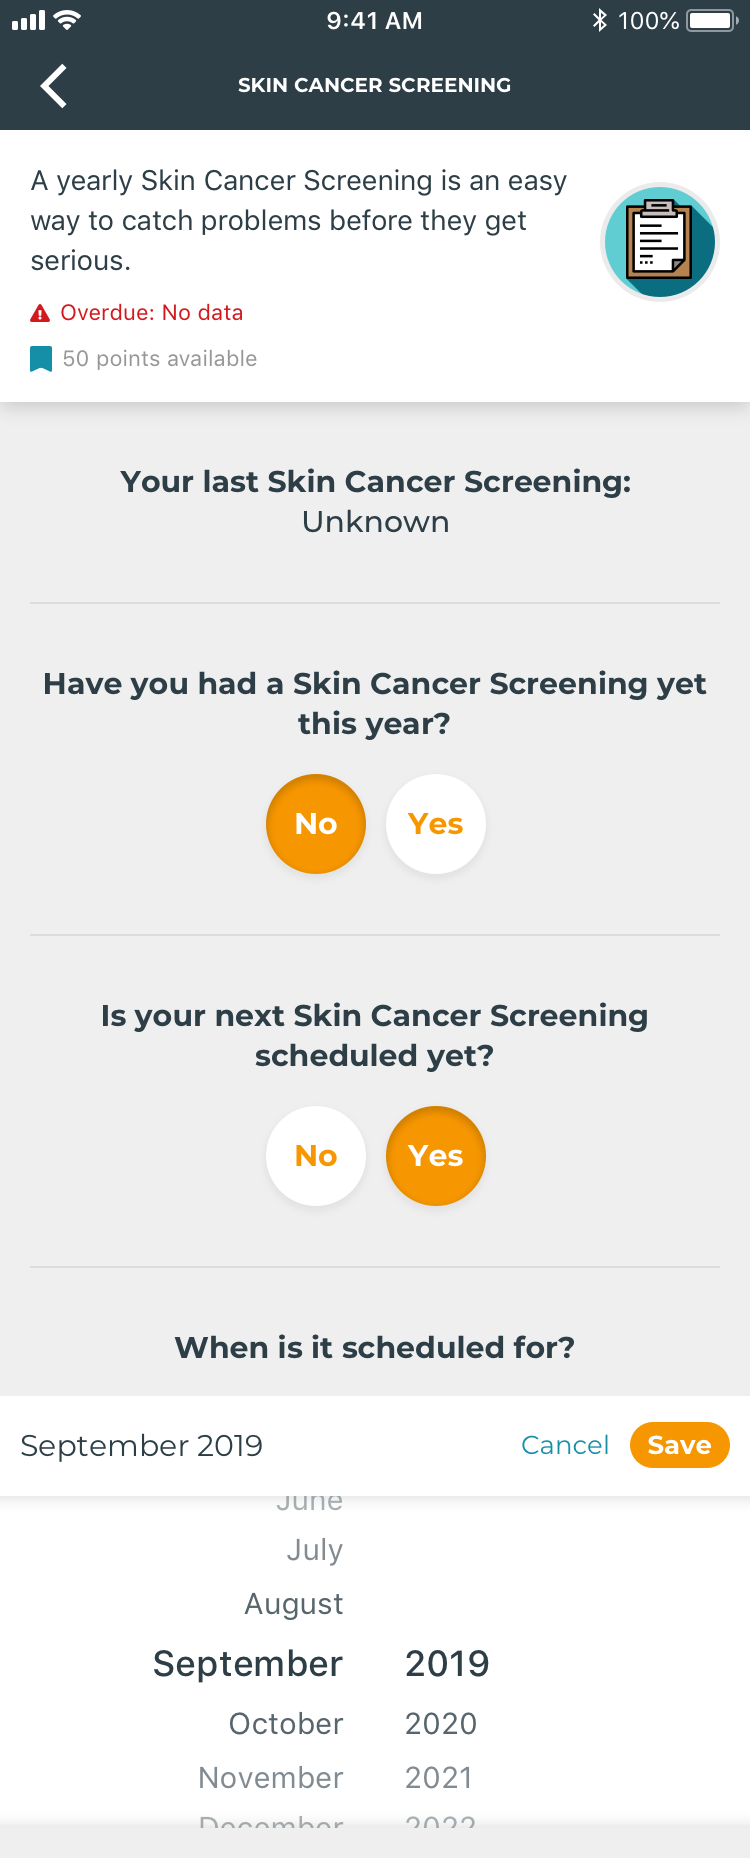 9:41 AM
100%
SKIN CANCER SCREENING
A yearly Skin Cancer Screening is an easy
way to catch problems before they get
serious.
Overdue: No data
50 points available
Your last Skin Cancer Screening:
Unknown
Have you had a Skin Cancer Screening yet
this year?
No Yes
Is your next Skin Cancer Screening
scheduled yet?
No Yes
When is it scheduled for?
September 2019 Cancel Save
June
July
August
September 2019
October 2020
November 2021
December 2022